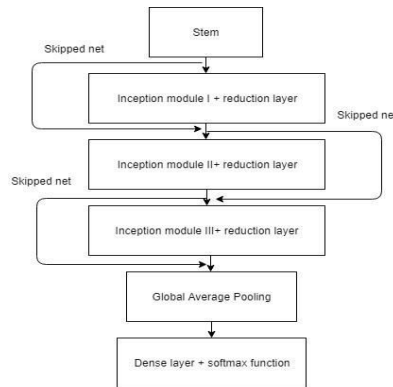 Stem
Skipped net
Inception module I + reduction layer
Skipped net
Inception module II+ reduction layer
Skipped net
Inception module III+ reduction layer
Global Average Pooling
Dense layer + softmax function